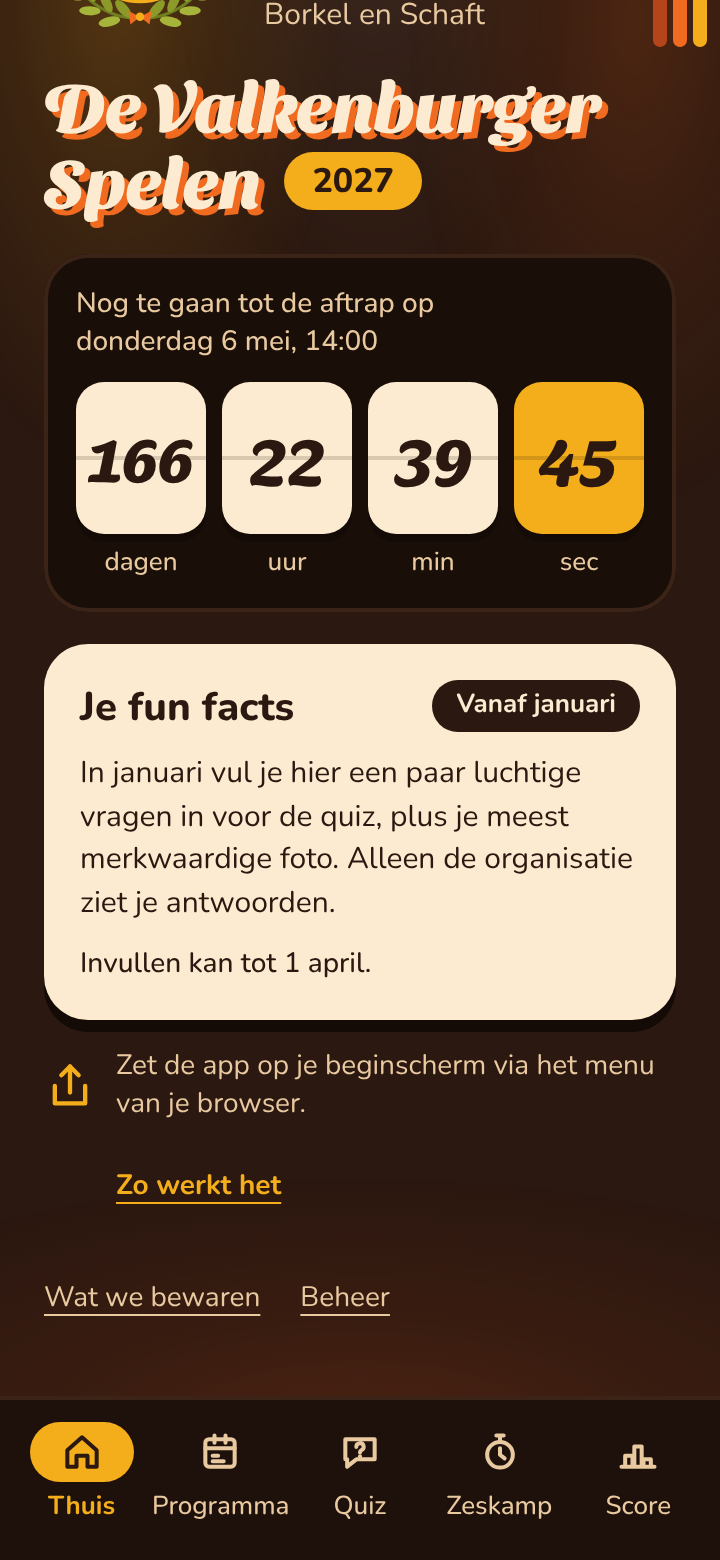 Borkel en Schaft
De Valkenburger
Spelen 2027
Nog te gaan tot de aftrap op
donderdag 6 mei, 14:00
166 22 39 45
dagen uur min sec
Je fun facts Vanaf januari
In januari vul je hier een paar luchtige
vragen in voor de quiz, plus je meest
merkwaardige foto. Alleen de organisatie
ziet je antwoorden.
Invullen kan tot 1 april.
Zet de app op je beginscherm via het menu
van je browser.
Zo werkt het
Wat we bewaren Beheer
Thuis Programma Quiz Zeskamp Score